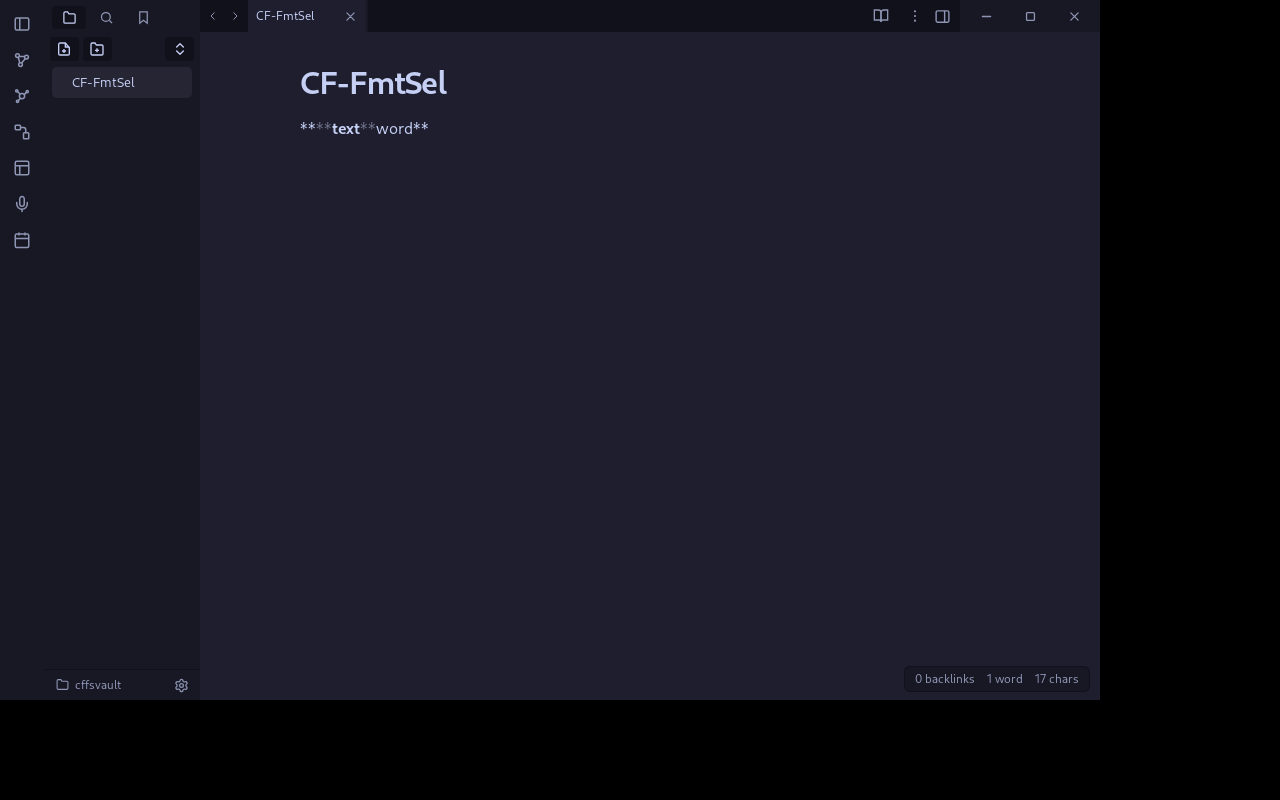 CF-FmtSel
CF-FmtSel
CF-FmtSel
****text**word**
cffsvault
0 backlinks 1 word 17 chars